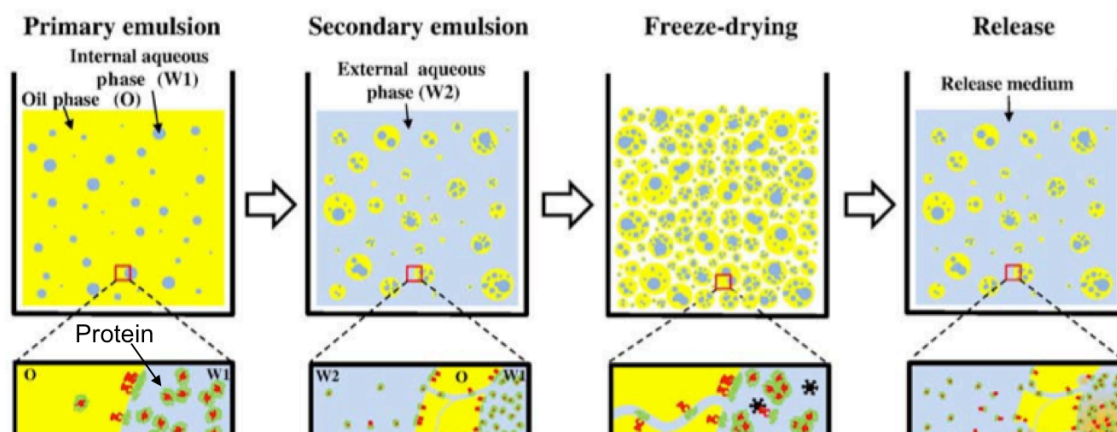 Primary emulsion
Internal aqueous
phase (W1)
Oil phase (O)
Secondary emulsion
External aqueous
phase (W2)
Freeze-drying
Release
Release medium
Protein
O
W1
W2
O
W1